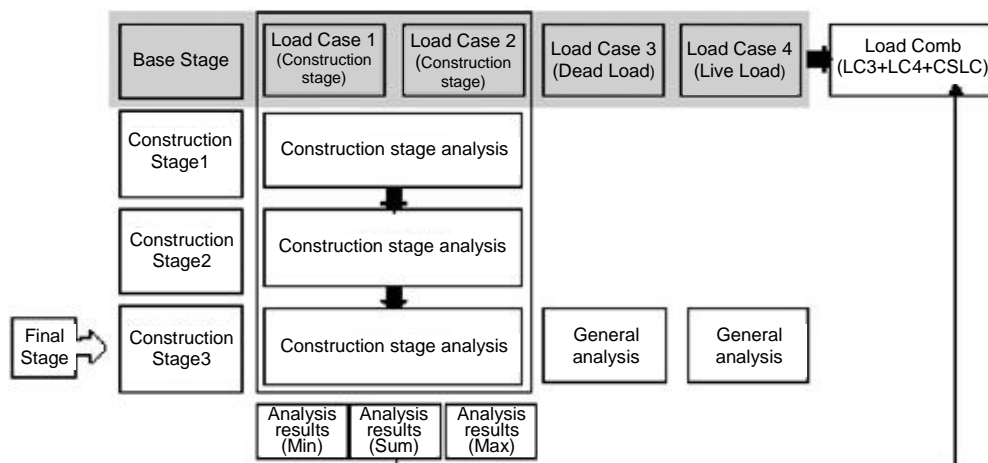 Base Stage
Load Case 1
(Construction
stage)
Load Case 2
(Construction
stage)
Load Case 3
(Dead Load)
Load Case 4
(Live Load)
Load Comb
(LC3+LC4+CSLC)
Construction
Stage1
Construction stage analysis
Construction
Stage2
Construction stage analysis
Final
Stage
Construction
Stage3
Construction stage analysis
General
analysis
General
analysis
Analysis
results
(Min)
Analysis
results
(Sum)
Analysis
results
(Max)